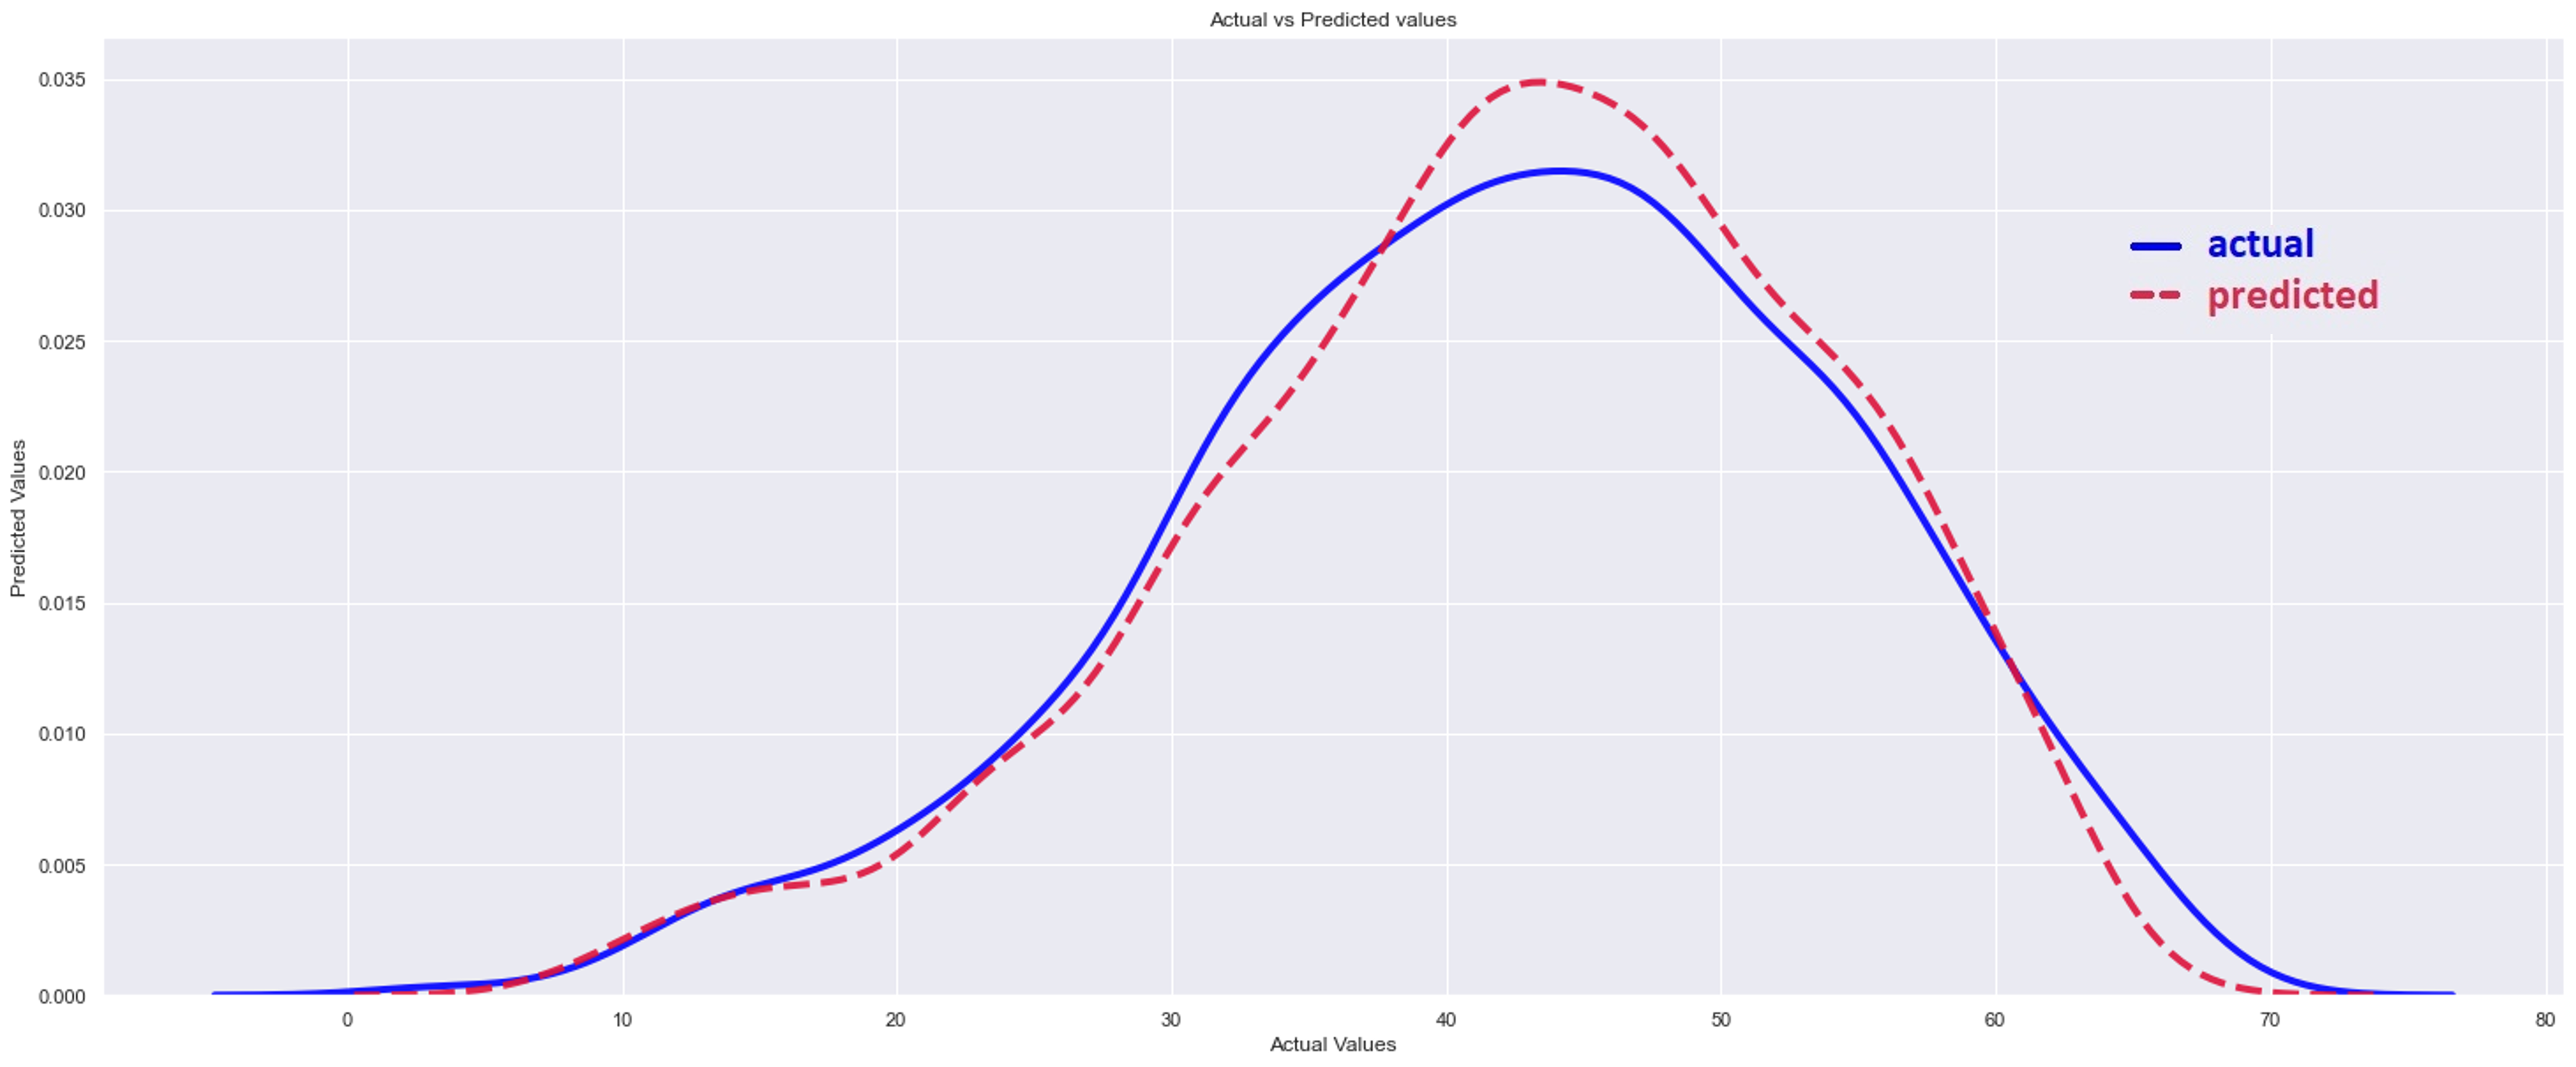 Actual vs Predicted values
0.035
0.030
0.025
0.020
0.015
0.010
0.005
0.000
Predicted Values
actual
predicted
0 10 20 30 40 50 60 70 80
Actual Values